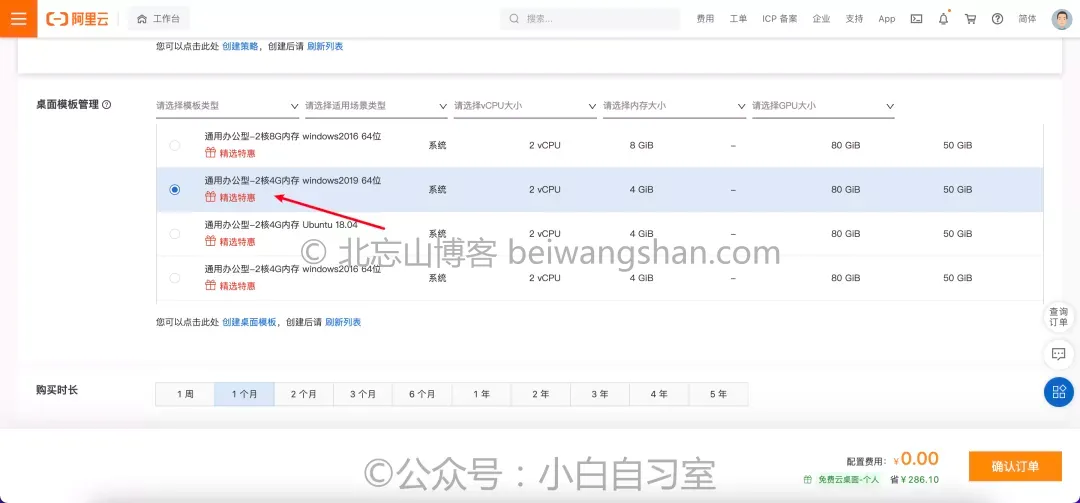 阿里云 工作台 搜索... 费用 工单 ICP 备案 企业 支持 App 简体
您可以点击此处 创建策略，创建后请 刷新列表
桌面模板管理 请选择模板类型 请选择适用场景类型 请选择vCPU大小 请选择内存大小 请选择GPU大小
通用办公型-2核8G内存 windows2016 64位
精选特惠
系统 2 vCPU 8 GiB – 80 GiB 50 GiB
通用办公型-2核4G内存 windows2019 64位
精选特惠
系统 2 vCPU 4 GiB – 80 GiB 50 GiB
通用办公型-2核4G内存 Ubuntu 18.04
精选特惠
系统 2 vCPU 4 GiB – 80 GiB 50 GiB
© 北忘山博客 beiwangshan.com
通用办公型-2核4G内存 windows2016 64位
精选特惠
系统 2 vCPU 4 GiB – 80 GiB 50 GiB
您可以点击此处 创建桌面模板，创建后请 刷新列表
查询
订单
购买时长 1 周 1 个月 2 个月 3 个月 6 个月 1 年 2 年 3 年 4 年 5 年
配置费用： ¥0.00
确认订单
免费云桌面-个人 省¥286.10
©公众号：小白自习室